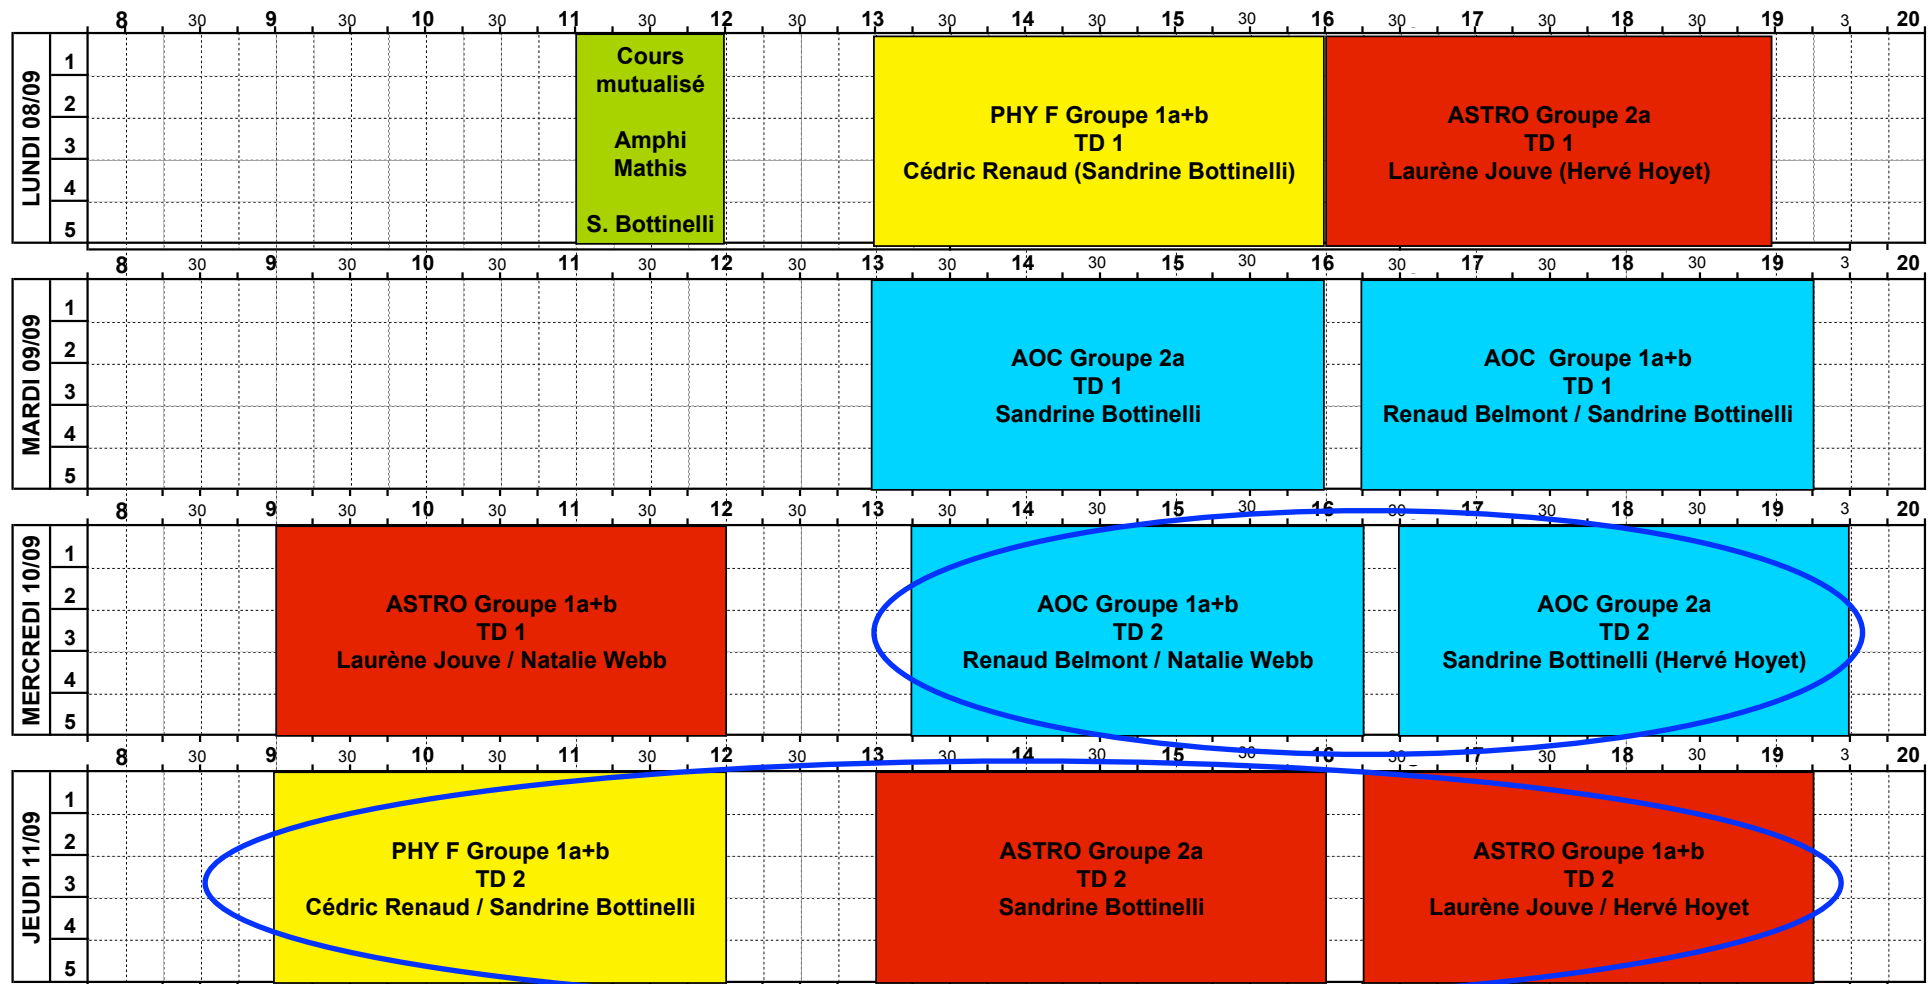 8 30 9 30 10 30 11 30 12 30 13 30 14 30 15 30 16 30 17 30 18 30 19 3 20
LUNDI 08/09
1
2
3
4
5
Cours
mutualisé
Amphi
Mathis
S. Bottinelli
PHY F Groupe 1a+b
TD 1
Cédric Renaud (Sandrine Bottinelli)
ASTRO Groupe 2a
TD 1
Laurène Jouve (Hervé Hoyet)
8 30 9 30 10 30 11 30 12 30 13 30 14 30 15 30 16 30 17 30 18 30 19 3 20
MARDI 09/09
1
2
3
4
5
AOC Groupe 2a
TD 1
Sandrine Bottinelli
AOC Groupe 1a+b
TD 1
Renaud Belmont / Sandrine Bottinelli
8 30 9 30 10 30 11 30 12 30 13 30 14 30 15 30 16 30 17 30 18 30 19 3 20
MERCREDI 10/09
1
2
3
4
5
ASTRO Groupe 1a+b
TD 1
Laurène Jouve / Natalie Webb
AOC Groupe 1a+b
TD 2
Renaud Belmont / Natalie Webb
AOC Groupe 2a
TD 2
Sandrine Bottinelli (Hervé Hoyet)
8 30 9 30 10 30 11 30 12 30 13 30 14 30 15 30 16 30 17 30 18 30 19 3 20
JEUDI 11/09
1
2
3
4
5
PHY F Groupe 1a+b
TD 2
Cédric Renaud / Sandrine Bottinelli
ASTRO Groupe 2a
TD 2
Sandrine Bottinelli
ASTRO Groupe 1a+b
TD 2
Laurène Jouve / Hervé Hoyet